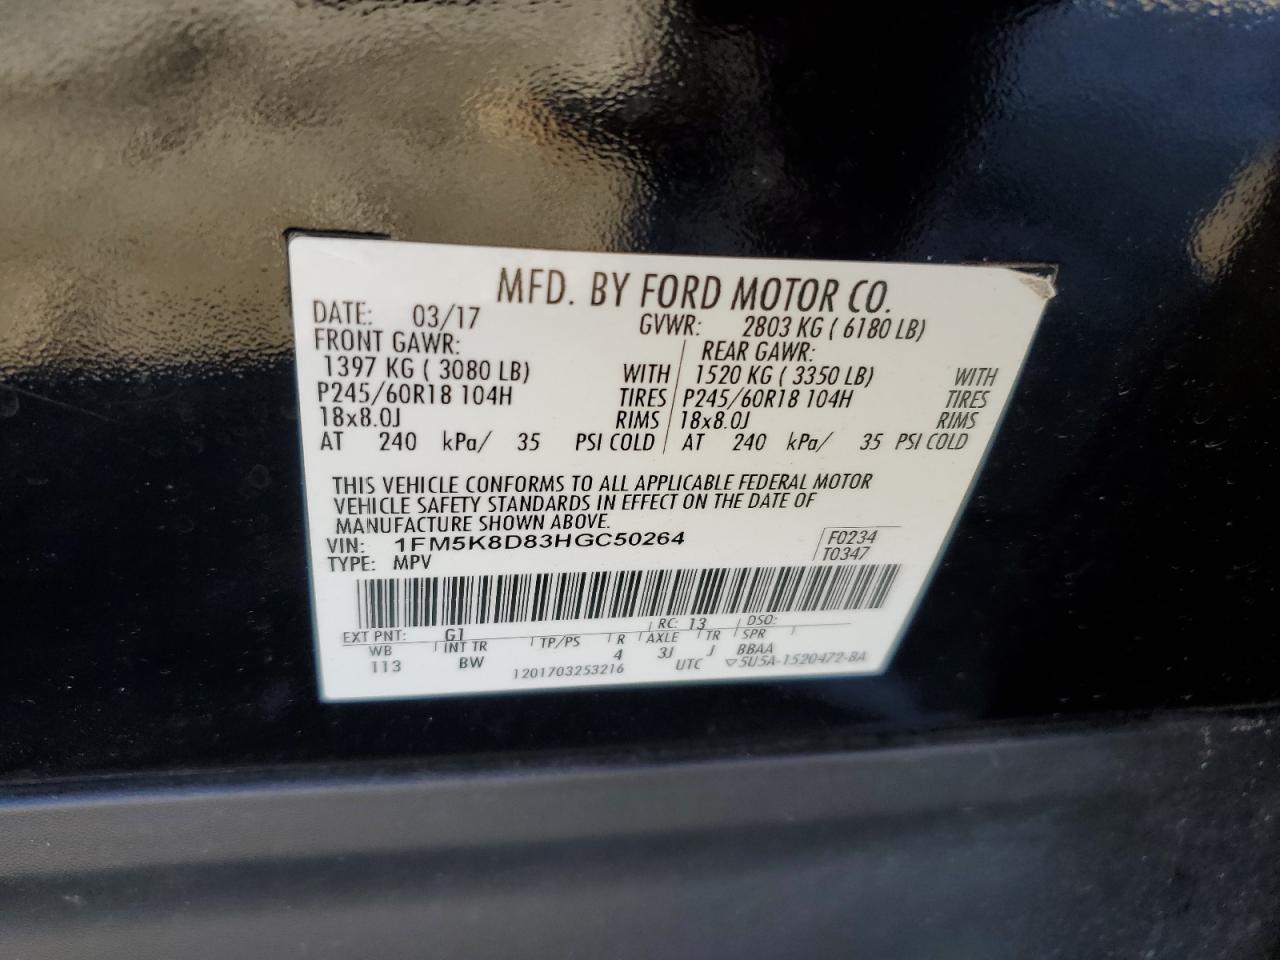 MFD. BY FORD MOTOR CO.
DATE: 03/17 GVWR: 2803 KG ( 6180 LB)
FRONT GAWR: REAR GAWR:
1397 KG ( 3080 LB) WITH 1520 KG ( 3350 LB) WITH
P245/60R18 104H TIRES P245/60R18 104H TIRES
18x8.0J RIMS 18x8.0J RIMS
AT 240 kPa/ 35 PSI COLD AT 240 kPa/ 35 PSI COLD
THIS VEHICLE CONFORMS TO ALL APPLICABLE FEDERAL MOTOR
VEHICLE SAFETY STANDARDS IN EFFECT ON THE DATE OF
MANUFACTURE SHOWN ABOVE.
VIN: 1FM5K8D83HGC50264 F0234
TYPE: MPV T0347
EXT PNT: G1 RC: 13 DSO:
WB INT TR TP/PS R AXLE TR SPR
113 BW 4 3J J BBAA
1201703253216 UTC ▽5U5A-1520472-BA